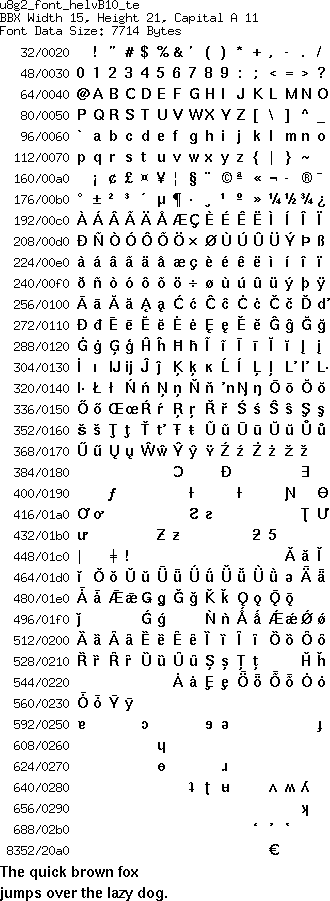 u8g2_font_helvB10_te
BBX Width 15, Height 21, Capital A 11
Font Data Size: 7714 Bytes
32/0020 ! " # $ % & ' ( ) * + , - . /
48/0030 0 1 2 3 4 5 6 7 8 9 : ; < = > ?
64/0040 @ A B C D E F G H I J K L M N O
80/0050 P Q R S T U V W X Y Z [ \ ] ^ _
96/0060 ` a b c d e f g h i j k l m n o
112/0070 p q r s t u v w x y z { | } ~
160/00a0 ¡ ¢ £ ¤ ¥ ¦ § ¨ © ª « ¬ - ® ¯
176/00b0 ° ± ² ³ ´ µ ¶ · ¸ ¹ º » ¼ ½ ¾ ¿
192/00c0 À Á Â Ã Ä Å Æ Ç È É Ê Ë Ì Í Î Ï
208/00d0 Ð Ñ Ò Ó Ô Õ Ö × Ø Ù Ú Û Ü Ý Þ ß
224/00e0 à á â ã ä å æ ç è é ê ë ì í î ï
240/00f0 ð ñ ò ó ô õ ö ÷ ø ù ú û ü ý þ ÿ
256/0100 Ā ā Ă ă Ą ą Ć ć Ĉ ĉ Ċ ċ Č č Ď ď
272/0110 Đ đ Ē ē Ĕ ĕ Ė ė Ę ę Ě ě Ĝ ĝ Ğ ğ
288/0120 Ġ ġ Ģ ģ Ĥ ĥ Ħ ħ Ĩ ĩ Ī ī Ĭ ĭ Į į
304/0130 İ ı Ĳ ĳ Ĵ ĵ Ķ ķ ĸ Ĺ ĺ Ļ ļ Ľ ľ Ŀ
320/0140 ŀ Ł ł Ń ń Ņ ņ Ň ň ŉ Ŋ ŋ Ō ō Ŏ ŏ
336/0150 Ő ő Œ œ Ŕ ŕ Ŗ ŗ Ř ř Ś ś Ŝ ŝ Ş ş
352/0160 Š š Ţ ţ Ť ť Ŧ ŧ Ũ ũ Ū ū Ŭ ŭ Ů ů
368/0170 Ű ű Ų ų Ŵ ŵ Ŷ ŷ Ÿ Ź ź Ż ż Ž ž
384/0180 Ɔ Ɖ Ǝ
400/0190 ƒ ƚ Ɲ Ɵ
416/01a0 Ơ ơ Ƨ ƨ Ʈ Ư
432/01b0 ư Ƶ ƶ ƻ Ƽ
448/01c0 ǀ ǂ ǃ Ǎ ǎ Ǐ
464/01d0 ǐ Ǒ ǒ Ǔ ǔ Ǖ ǖ Ǘ ǘ Ǚ ǚ Ǜ ǜ ǝ Ǟ ǟ
480/01e0 Ǡ ǡ Ǣ ǣ Ǥ ǥ Ǧ ǧ Ǩ ǩ Ǫ ǫ Ǭ ǭ
496/01f0 ǰ Ǵ ǵ Ǹ ǹ Ǻ ǻ Ǽ ǽ Ǿ ǿ
512/0200 Ȁ ȁ Ȃ ȃ Ȅ ȅ Ȇ ȇ Ȉ ȉ Ȋ ȋ Ȍ ȍ Ȏ ȏ
528/0210 Ȑ ȑ Ȓ ȓ Ȕ ȕ Ȗ ȗ Ș ș Ț ț Ȟ ȟ
544/0220 Ȧ ȧ Ȩ ȩ Ȫ ȫ Ȭ ȭ Ȯ ȯ
560/0230 Ȱ ȱ Ȳ ȳ
592/0250 ɐ ɔ ɘ ə ɟ
608/0260 ɥ
624/0270 ɵ ɹ
640/0280 ʇ ʈ ʉ ʌ ʍ ʎ
656/0290 ʞ
688/02b0 ʻ ʼ ʽ
8352/20a0 €
The quick brown fox
jumps over the lazy dog.